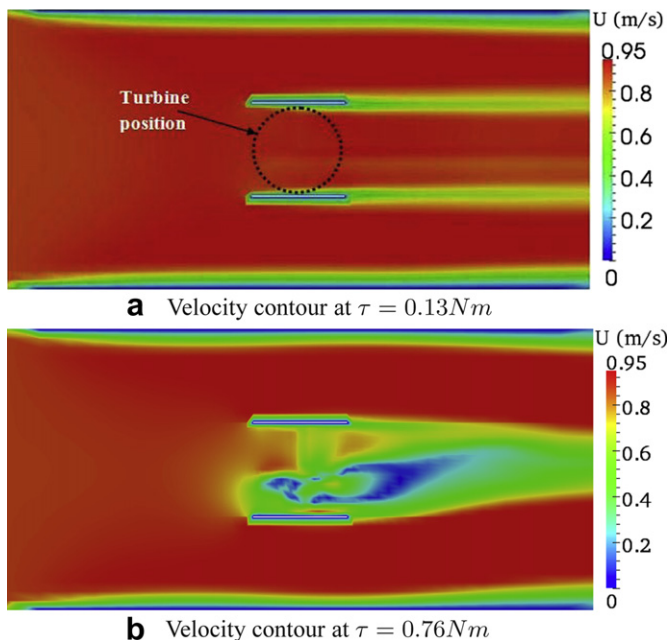 U (m/s)
0.95
0.8
0.6
0.4
0.2
0
Turbine
position
a Velocity contour at τ = 0.13Nm
U (m/s)
0.95
0.8
0.6
0.4
0.2
0
b Velocity contour at τ = 0.76Nm